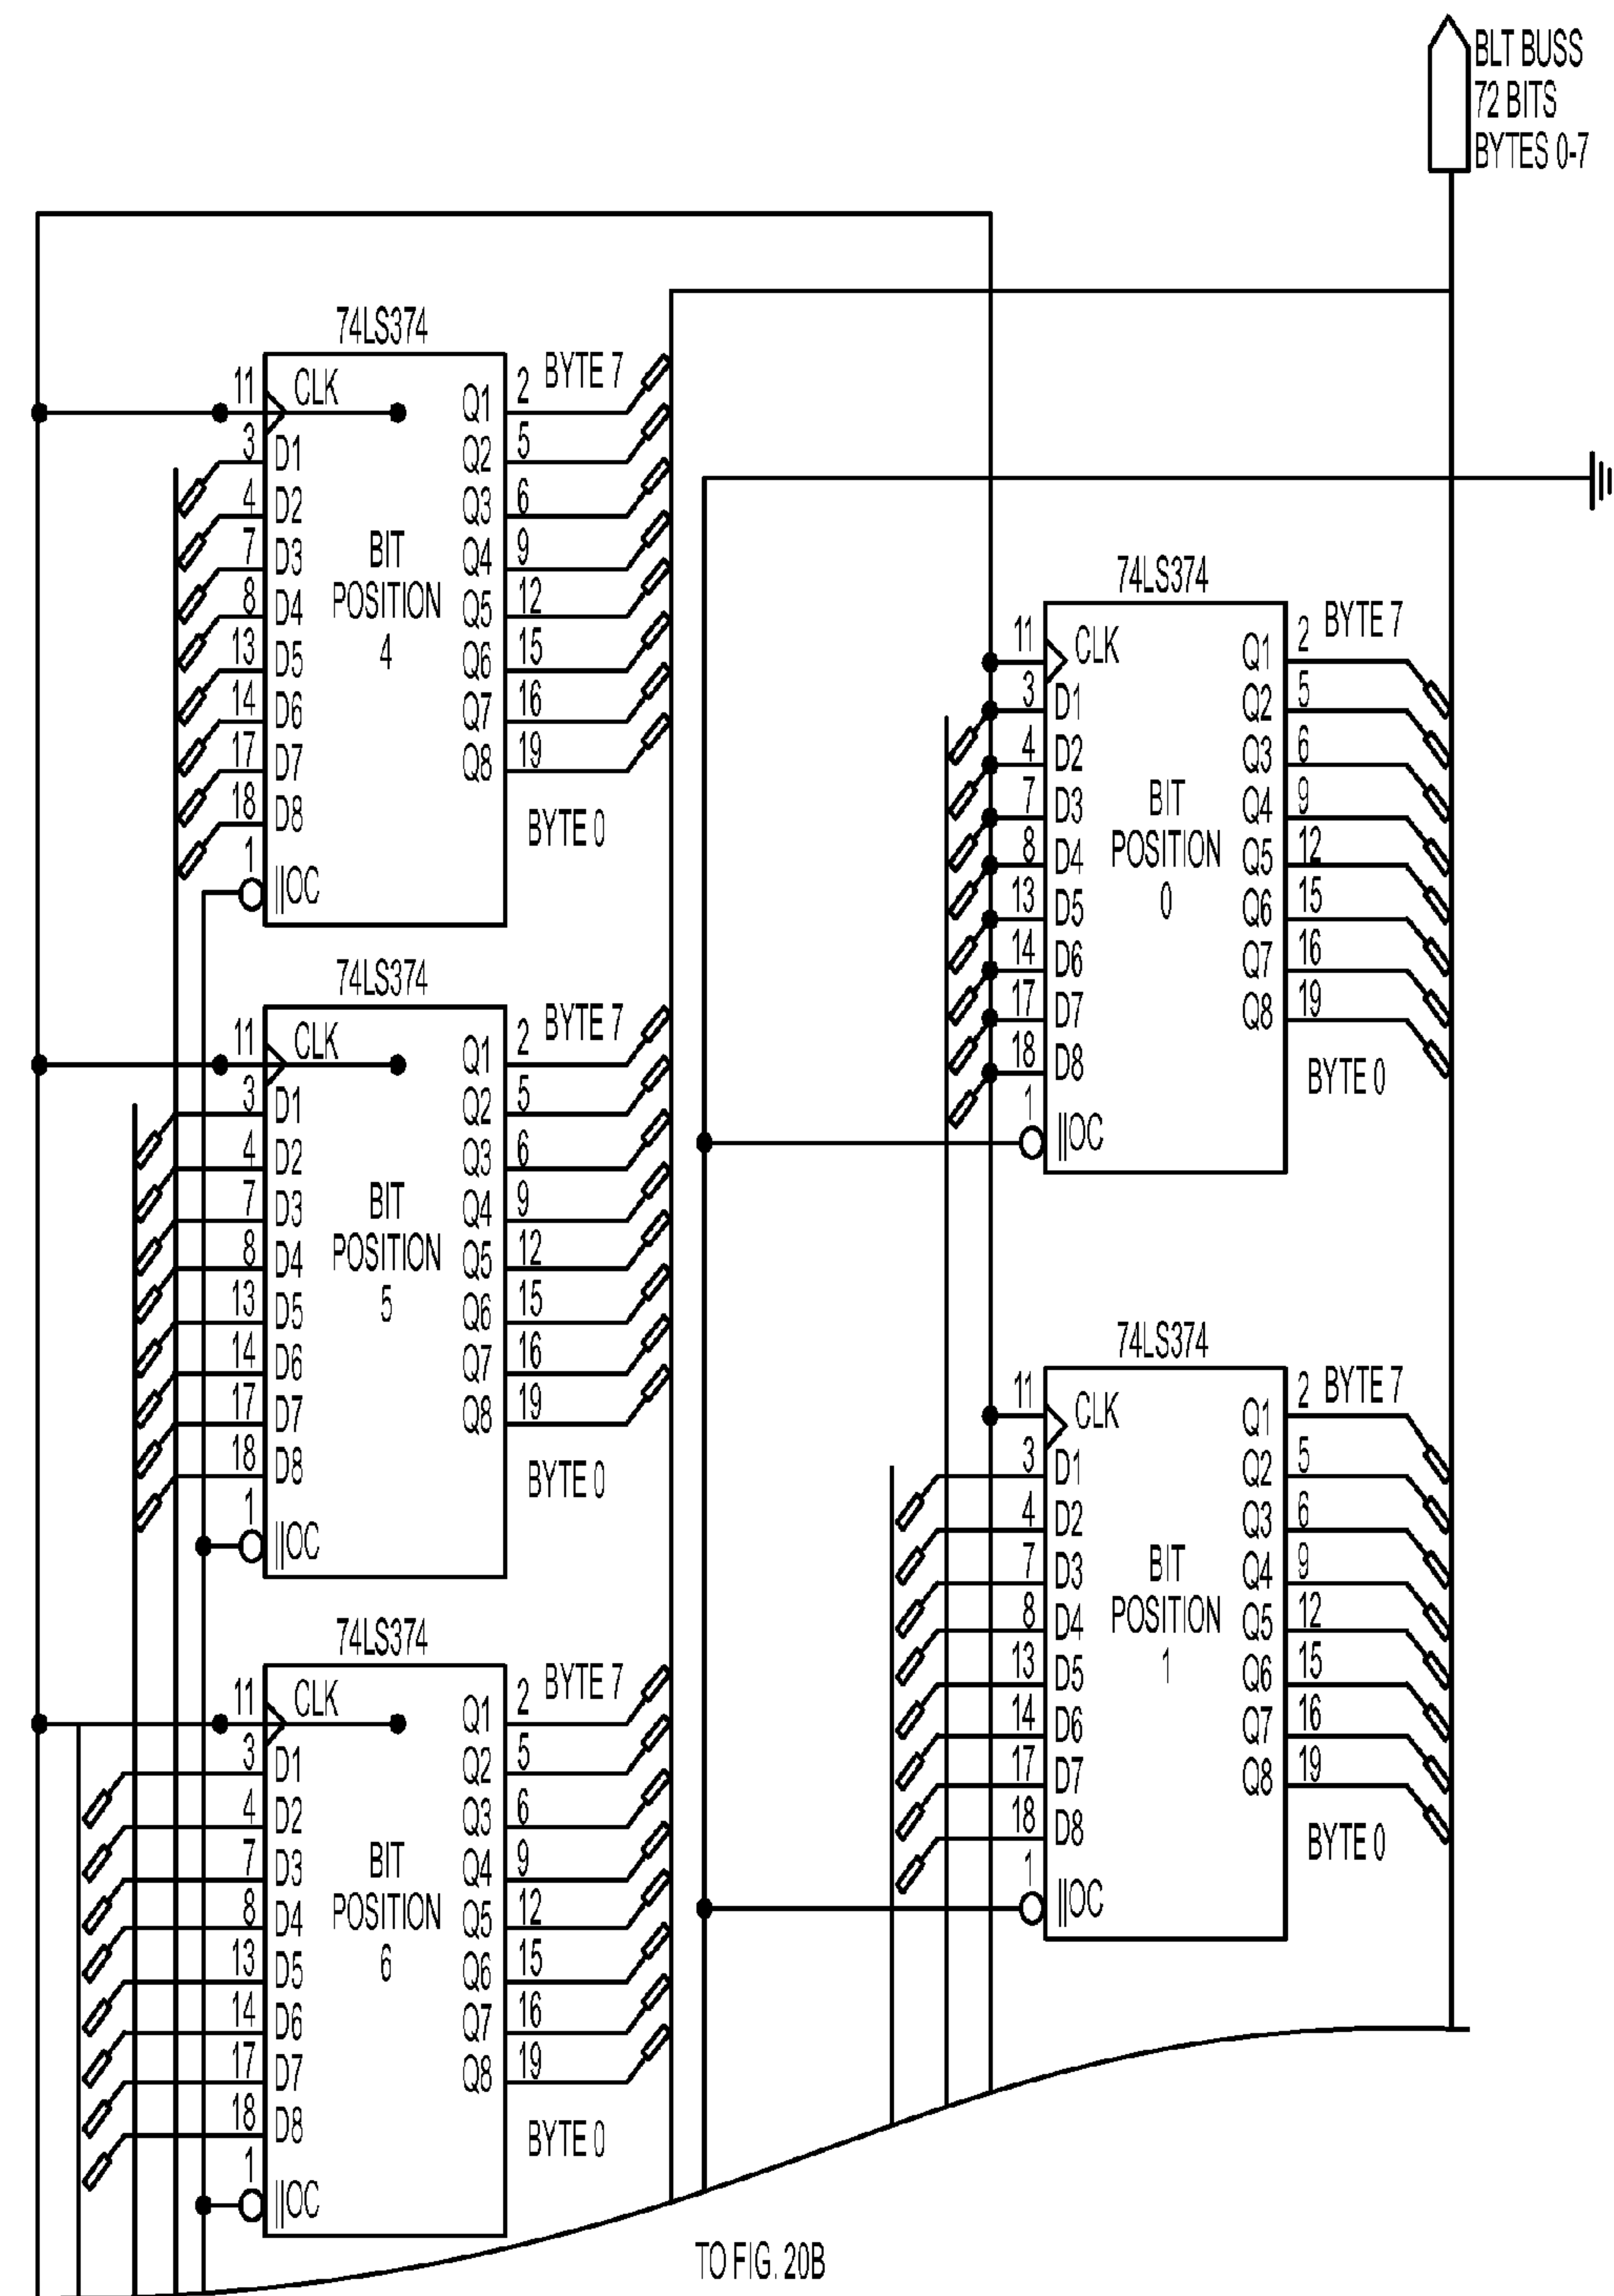 BLT BUSS
72 BITS
BYTES 0-7
74LS374
11 CLK
3 D1
4 D2
7 D3
8 D4
13 D5
14 D6
17 D7
18 D8
1 ||OC
BIT
POSITION
4
Q1 2 BYTE 7
Q2 5
Q3 6
Q4 9
Q5 12
Q6 15
Q7 16
Q8 19
BYTE 0
74LS374
11 CLK
3 D1
4 D2
7 D3
8 D4
13 D5
14 D6
17 D7
18 D8
1 ||OC
BIT
POSITION
5
Q1 2 BYTE 7
Q2 5
Q3 6
Q4 9
Q5 12
Q6 15
Q7 16
Q8 19
BYTE 0
74LS374
11 CLK
3 D1
4 D2
7 D3
8 D4
13 D5
14 D6
17 D7
18 D8
1 ||OC
BIT
POSITION
6
Q1 2 BYTE 7
Q2 5
Q3 6
Q4 9
Q5 12
Q6 15
Q7 16
Q8 19
BYTE 0
74LS374
11 CLK
3 D1
4 D2
7 D3
8 D4
13 D5
14 D6
17 D7
18 D8
1 ||OC
BIT
POSITION
0
Q1 2 BYTE 7
Q2 5
Q3 6
Q4 9
Q5 12
Q6 15
Q7 16
Q8 19
BYTE 0
74LS374
11 CLK
3 D1
4 D2
7 D3
8 D4
13 D5
14 D6
17 D7
18 D8
1 ||OC
BIT
POSITION
1
Q1 2 BYTE 7
Q2 5
Q3 6
Q4 9
Q5 12
Q6 15
Q7 16
Q8 19
BYTE 0
TO FIG. 20B